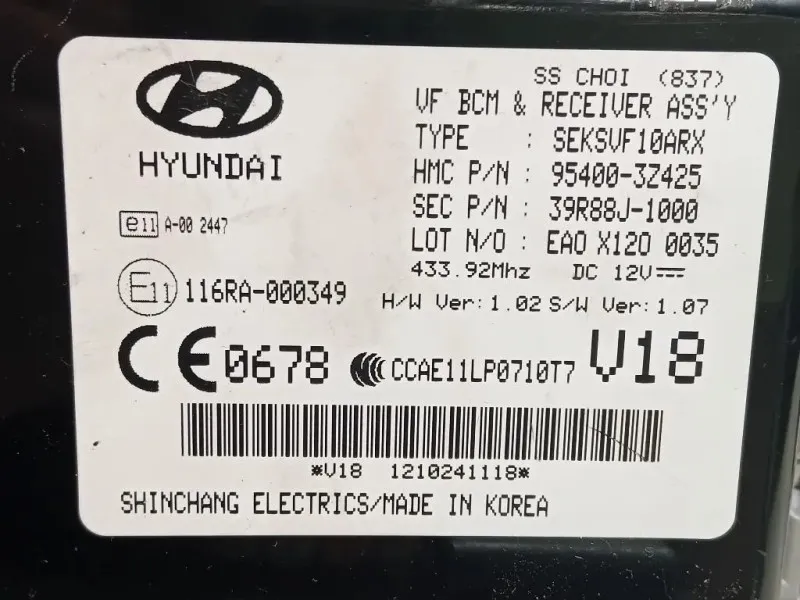 SS CHOI (837)
VF BCM & RECEIVER ASS'Y
TYPE : SEKSVF10ARX
HMC P/N : 95400-3Z425
SEC P/N : 39R88J-1000
LOT N/O : EAO X120 0035
433.92Mhz DC 12V
H/W Ver:1.02 S/W Ver:1.07
HYUNDAI
e11 A-00 2447
E11 116RA-000349
CE0678 CCAE11LP0710T7 V18
*V18 1210241118*
SHINCHANG ELECTRICS/MADE IN KOREA